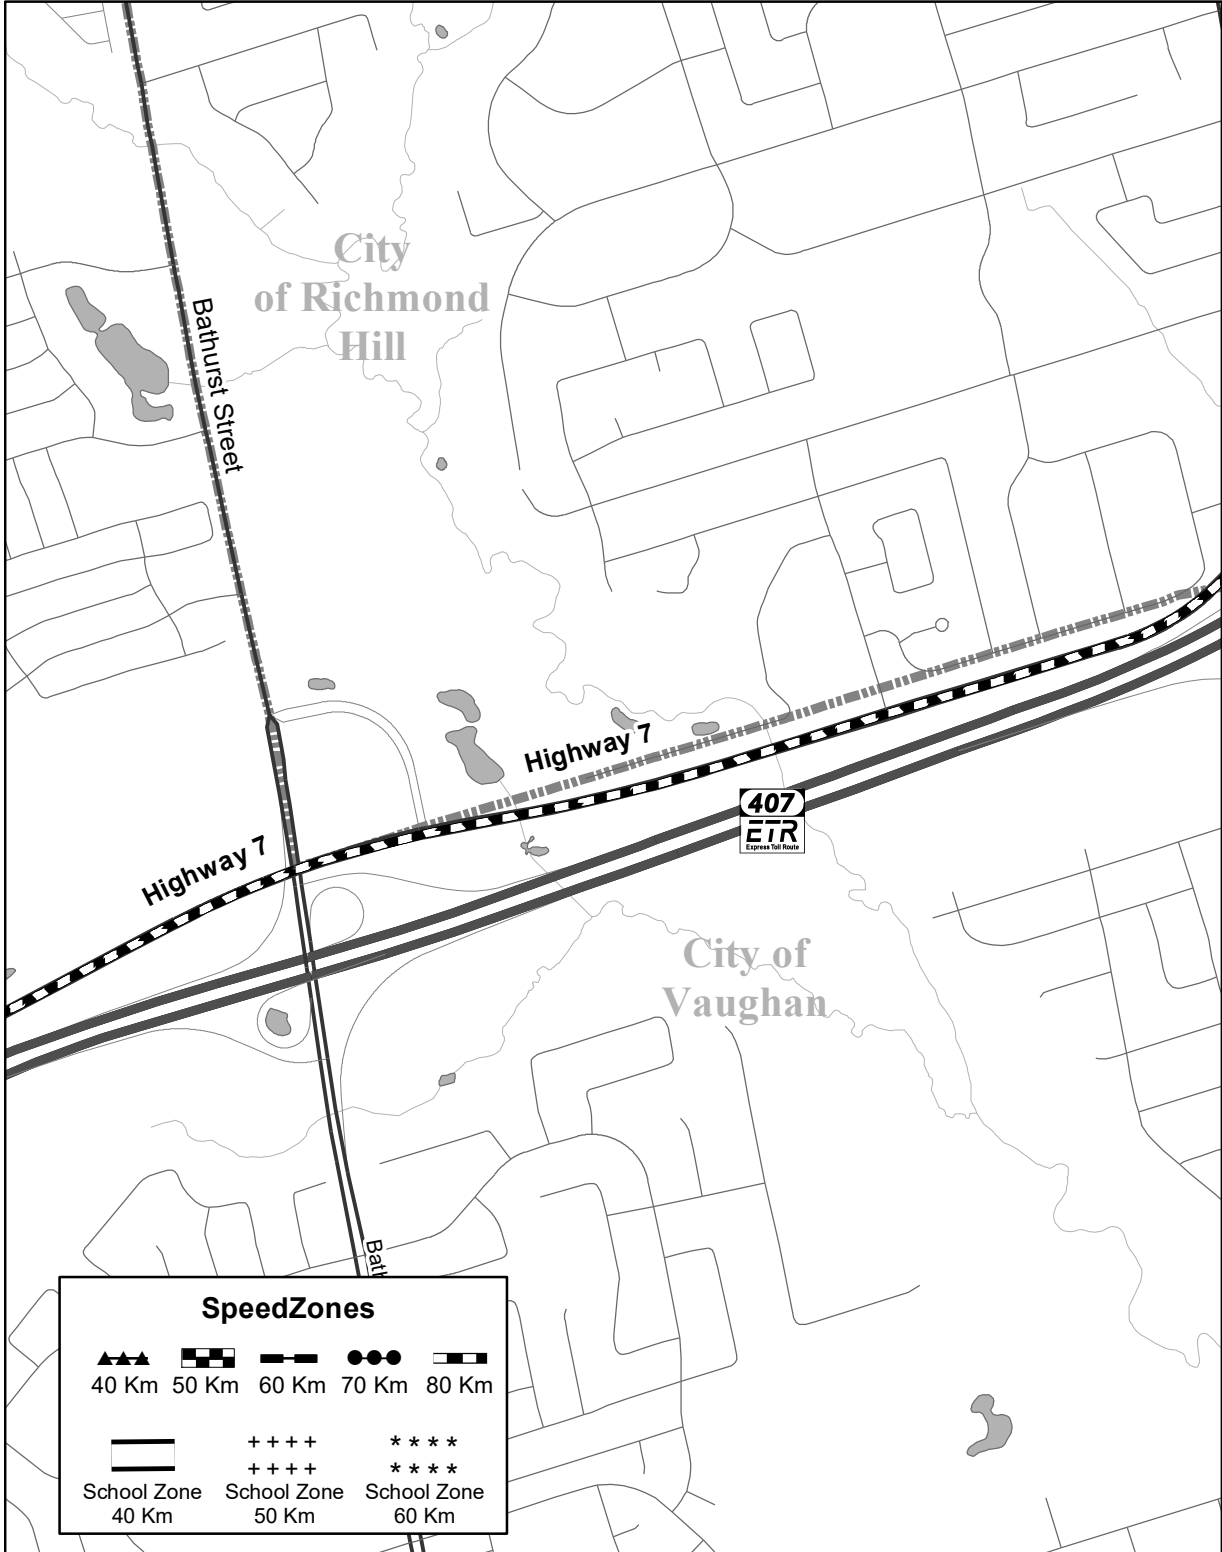 City
of Richmond
Hill
Bathurst Street
Highway 7
Highway 7
407
ETR
Express Toll Route
City of
Vaughan
Bath
SpeedZones
40 Km
50 Km
60 Km
70 Km
80 Km
School Zone
40 Km
School Zone
50 Km
School Zone
60 Km